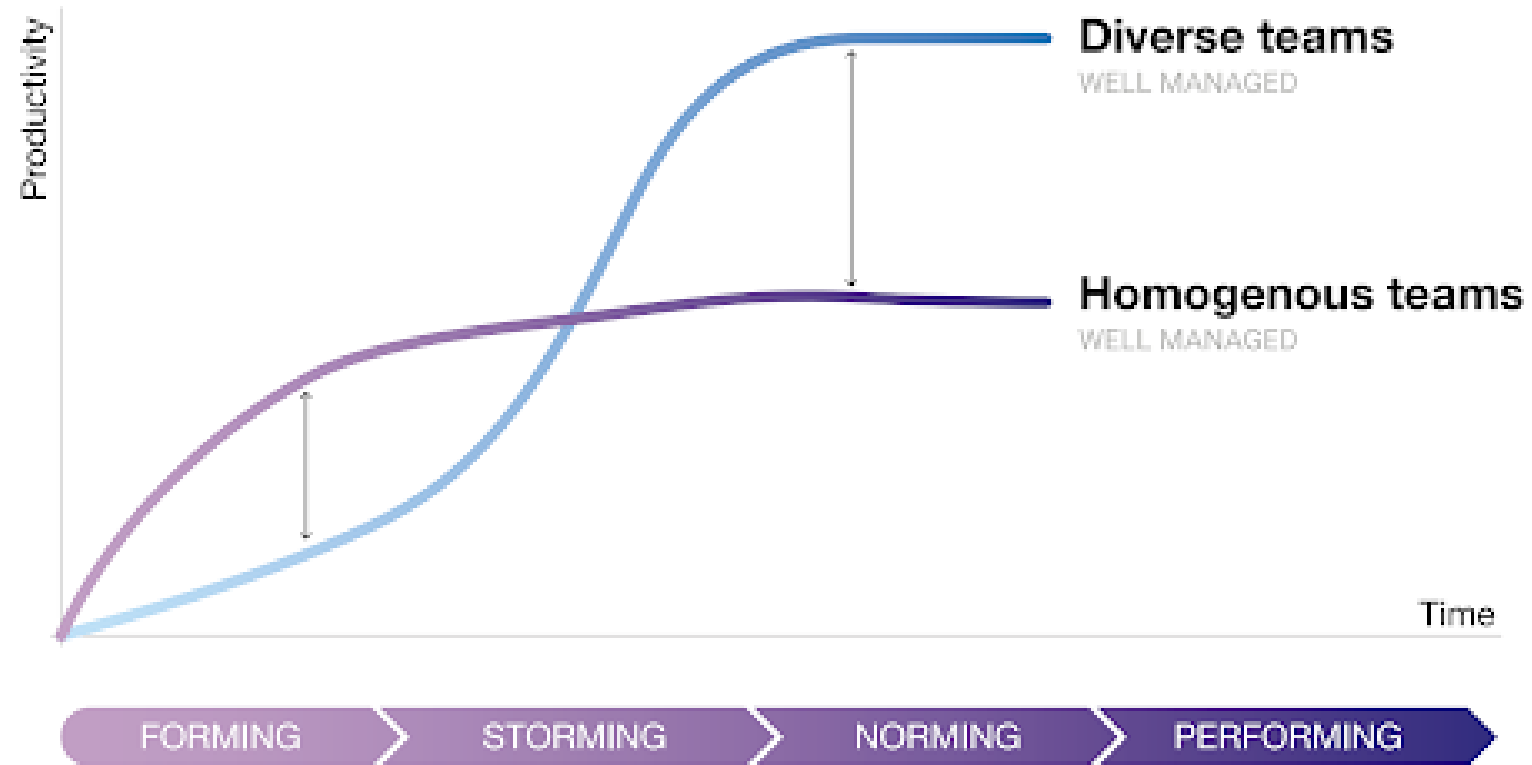 Productivity
Diverse teams
WELL MANAGED
Homogenous teams
WELL MANAGED
Time
FORMING
STORMING
NORMING
PERFORMING